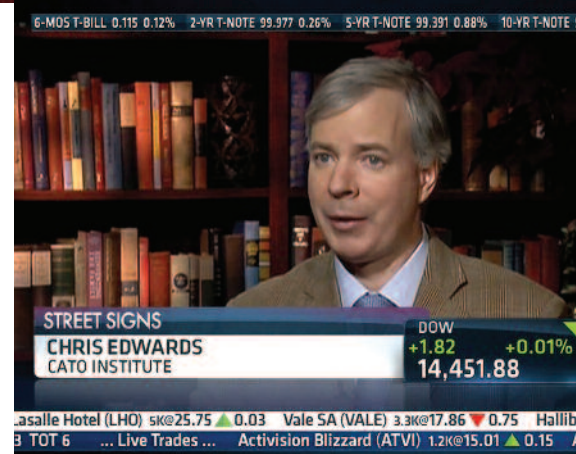 6-MOS T-BILL 0.115 0.12% 2-YR T-NOTE 99.977 0.26% 5-YR T-NOTE 99.391 0.88% 10-YR T-NOTE
STREET SIGNS
CHRIS EDWARDS
CATO INSTITUTE
DOW
+1.82 +0.01%
14,451.88
Lasalle Hotel (LHO) 5K@25.75 ▲ 0.03 Vale SA (VALE) 3.3K@17.86 ▼ 0.75 Hallib
3 TOT 6 ... Live Trades ... Activision Blizzard (ATVI) 1.2K@15.01 ▲ 0.15 A